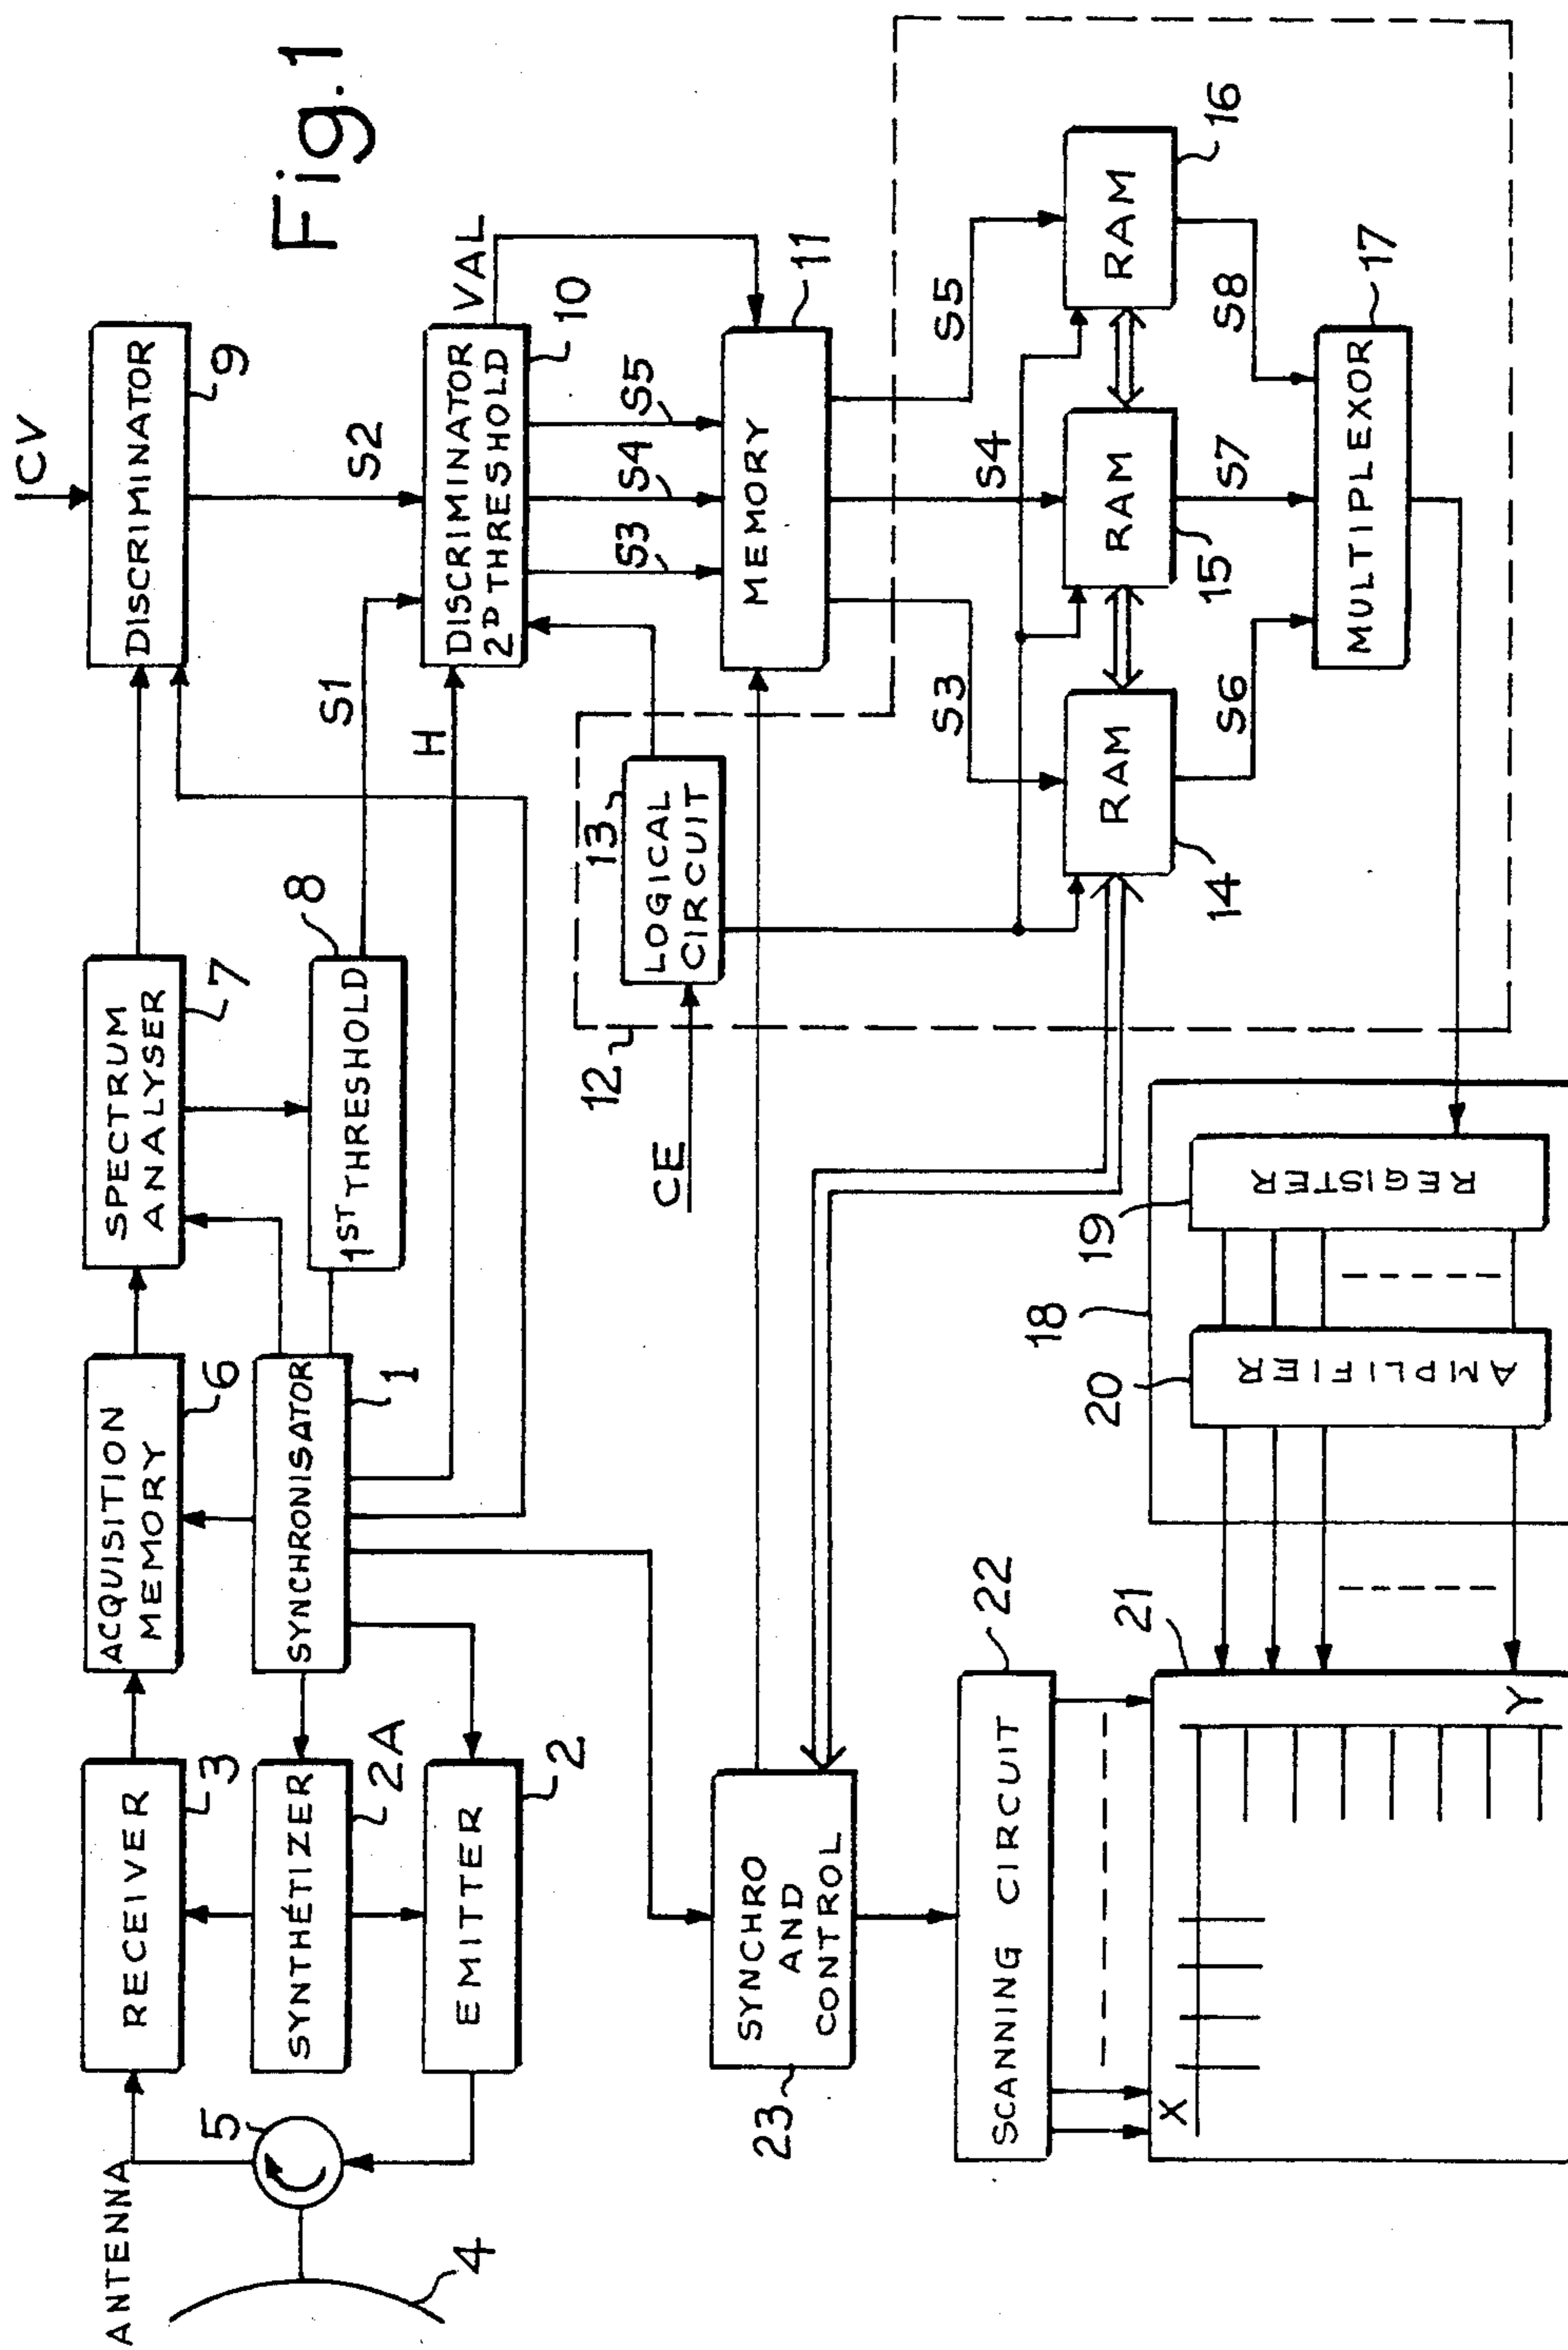 Fig.1
CV
ANTENNA
4
5
RECEIVER
3
SYNTHÉTIZER
2A
EMITTER
2
ACQUISITION
MEMORY
6
SYNCHRONISATOR
1
SPECTRUM
ANALYSER
7
1ST THRESHOLD
8
DISCRIMINATOR
9
S1
H
S2
DISCRIMINATOR
2D THRESHOLD
10
VAL
S3
S4
S5
MEMORY
11
12
CE
13
LOGICAL
CIRCUIT
S3
S4
S5
RAM
14
RAM
15
RAM
16
S6
S7
S8
MULTIPLEXOR
17
SYNCHRO
AND
CONTROL
23
SCANNING CIRCUIT
22
18
REGISTER
19
AMPLIFIER
20
21
X
Y